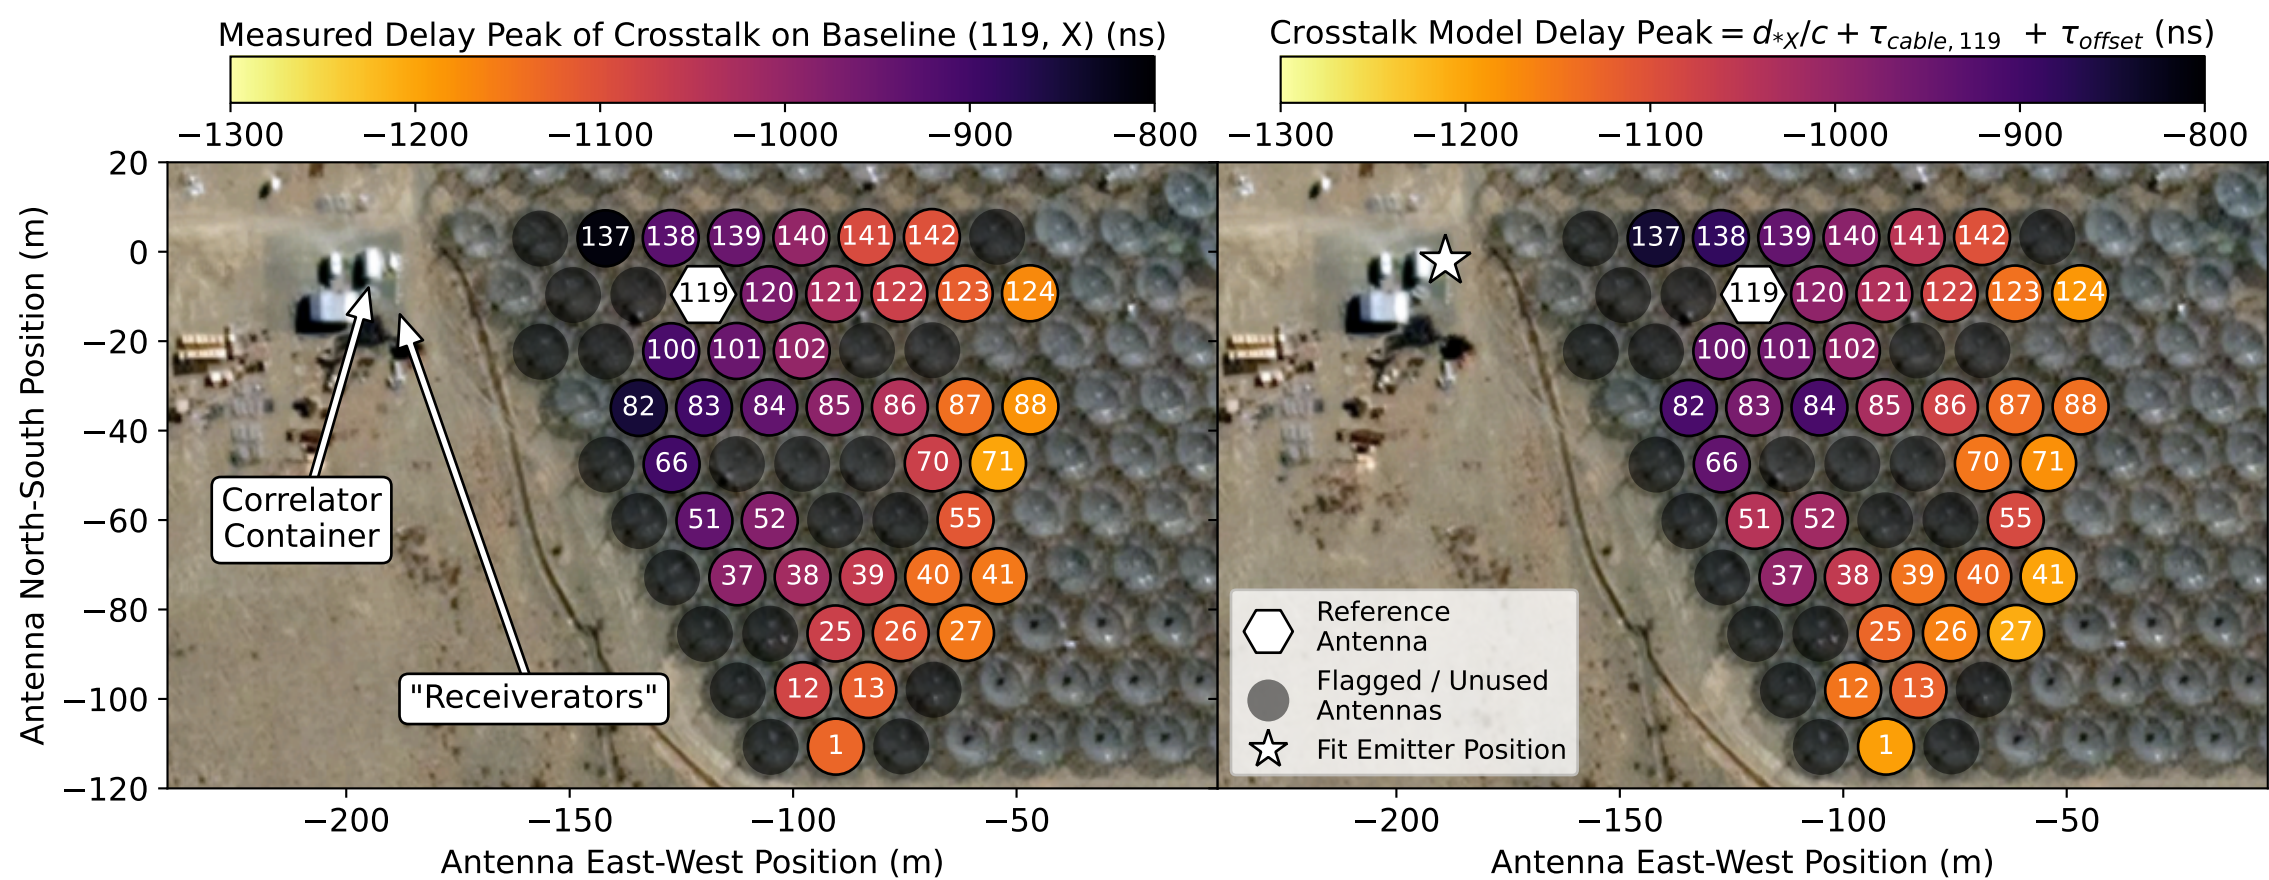 Measured Delay Peak of Crosstalk on Baseline (119, X) (ns)
−1300 −1200 −1100 −1000 −900 −800
Crosstalk Model Delay Peak = d*X/c + τcable, 119 + τoffset (ns)
−1300 −1200 −1100 −1000 −900 −800
Antenna North-South Position (m)
20
0
−20
−40
−60
−80
−100
−120
137 138 139 140 141 142
119 120 121 122 123 124
100 101 102
82 83 84 85 86 87 88
66 70 71
51 52 55
37 38 39 40 41
25 26 27
12 13
1
Correlator
Container
"Receiverators"
−200 −150 −100 −50
Antenna East-West Position (m)
137 138 139 140 141 142
119 120 121 122 123 124
100 101 102
82 83 84 85 86 87 88
66 70 71
51 52 55
37 38 39 40 41
25 26 27
12 13
1
Reference
Antenna
Flagged / Unused
Antennas
Fit Emitter Position
−200 −150 −100 −50
Antenna East-West Position (m)